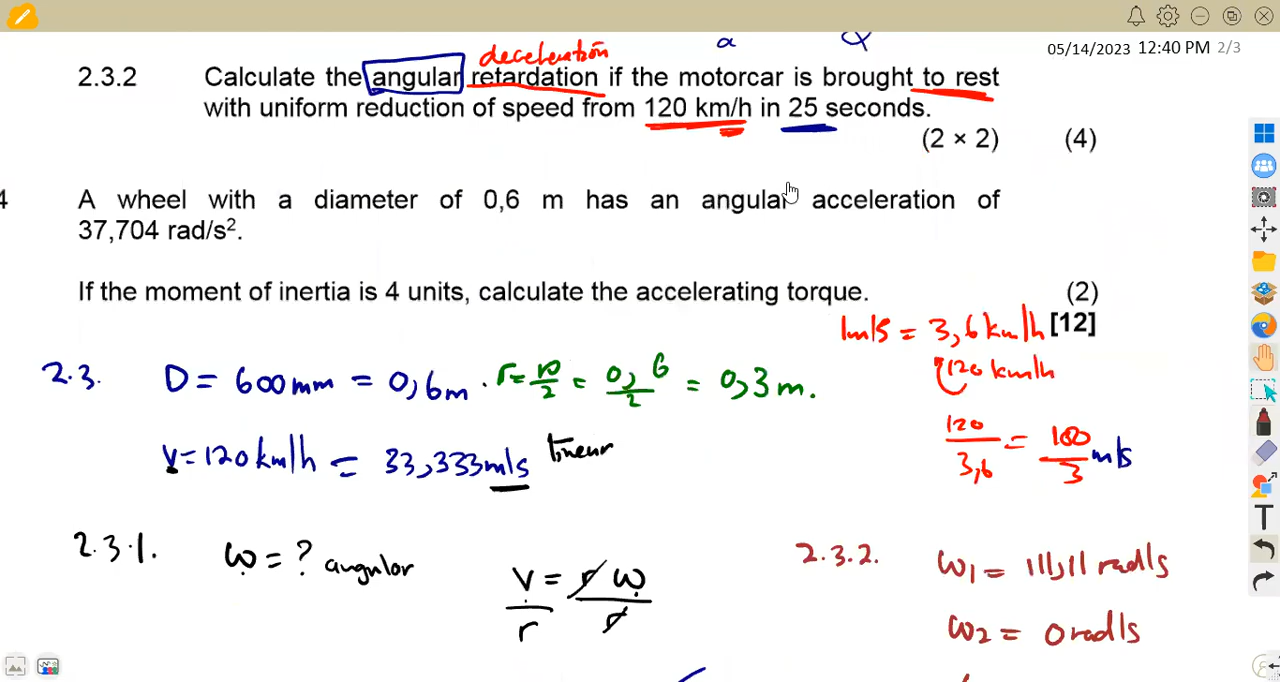 05/14/2023 12:40 PM 2/3
deceleration
α
2.3.2 Calculate the angular retardation if the motorcar is brought to rest
with uniform reduction of speed from 120 km/h in 25 seconds.
(2 × 2) (4)
4 A wheel with a diameter of 0,6 m has an angular acceleration of
37,704 rad/s².
If the moment of inertia is 4 units, calculate the accelerating torque. (2)
[12]
1m/s = 3,6 km/h
2.3. D = 600mm = 0,6m . r = D/2 = 0,6/2 = 0,3 m.
120 km/h
120/3,6 = 100/3 m/s
v = 120 km/h = 33,333 m/s linear
2.3.1. ω = ? angular
v/r = r ω/r
2.3.2. ω1 = 111,11 rad/s
ω2 = 0 rad/s